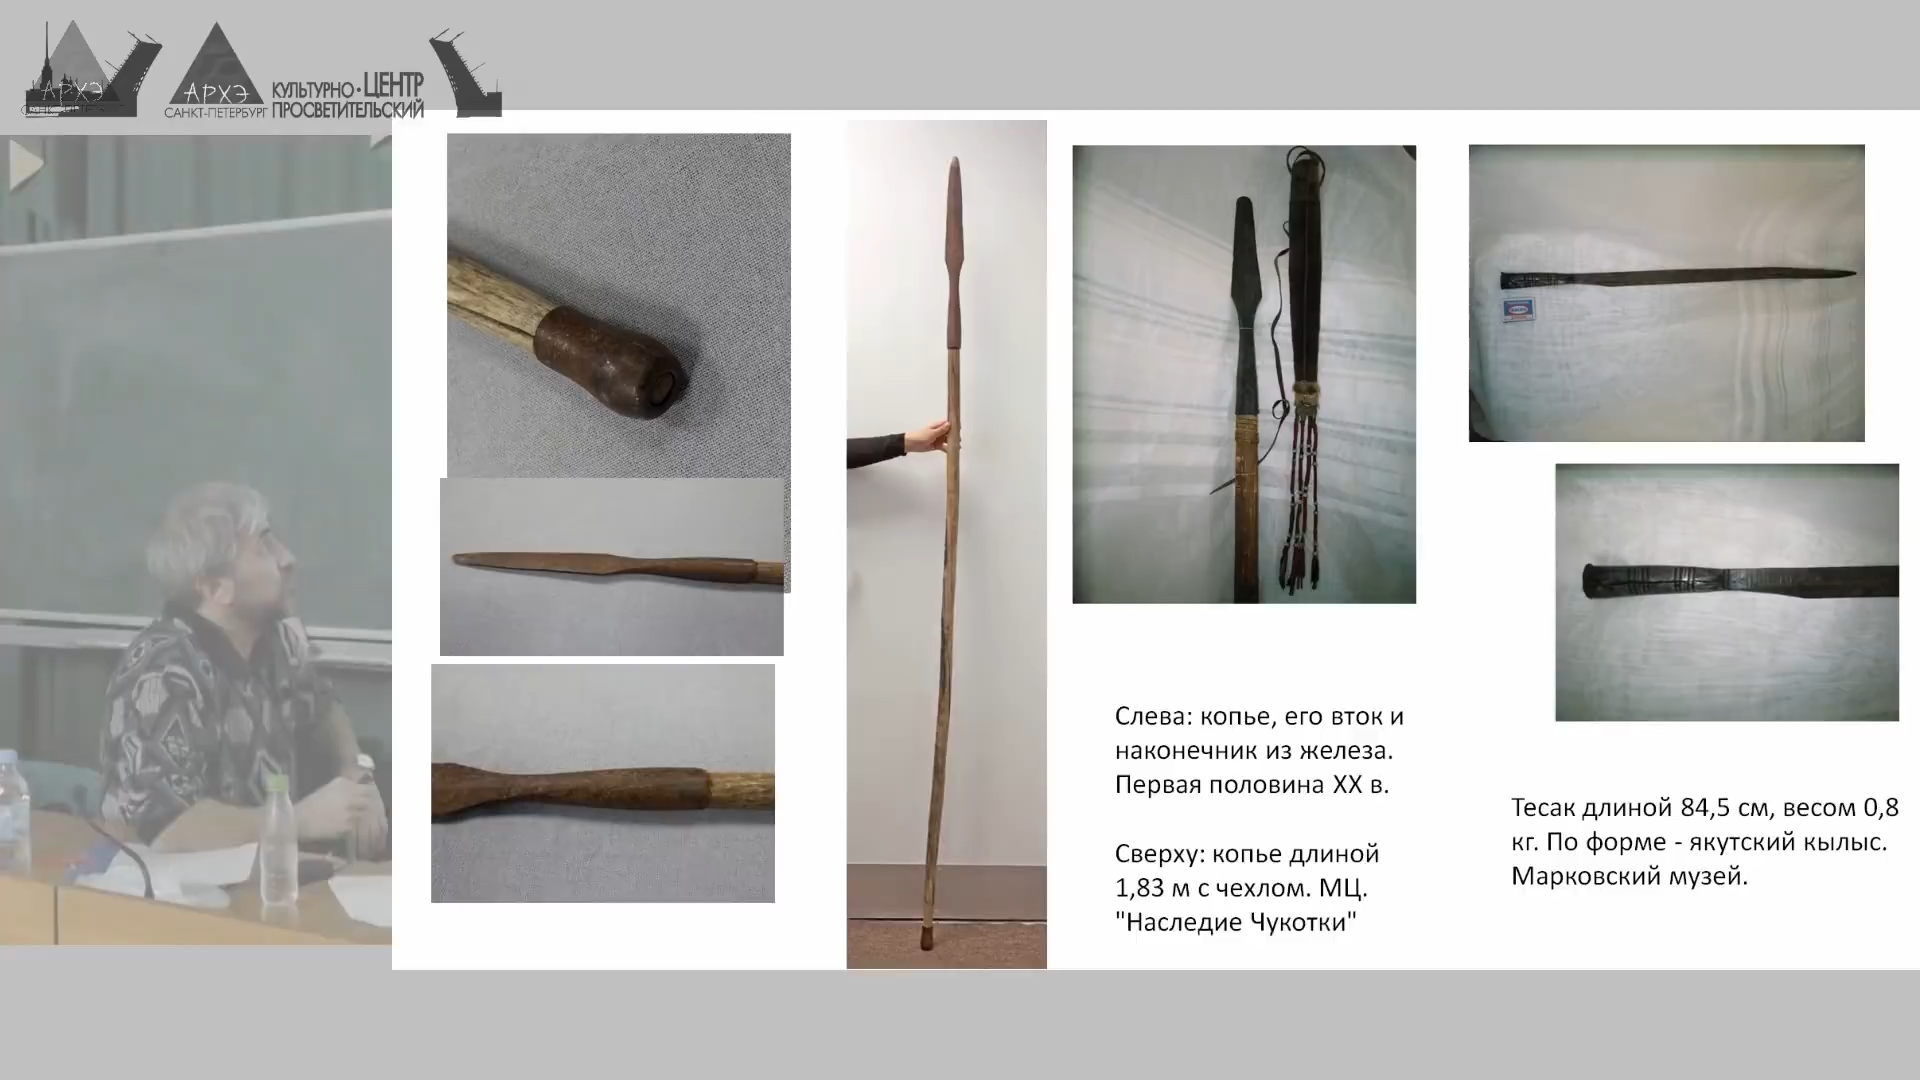 АРХЭ
АРХЭ
САНКТ-ПЕТЕРБУРГ
КУЛЬТУРНО-ЦЕНТР
ПРОСВЕТИТЕЛЬСКИЙ
Слева: копье, его вток и
наконечник из железа.
Первая половина XX в.
Сверху: копье длиной
1,83 м с чехлом. МЦ.
"Наследие Чукотки"
Тесак длиной 84,5 см, весом 0,8
кг. По форме - якутский кылыс.
Марковский музей.